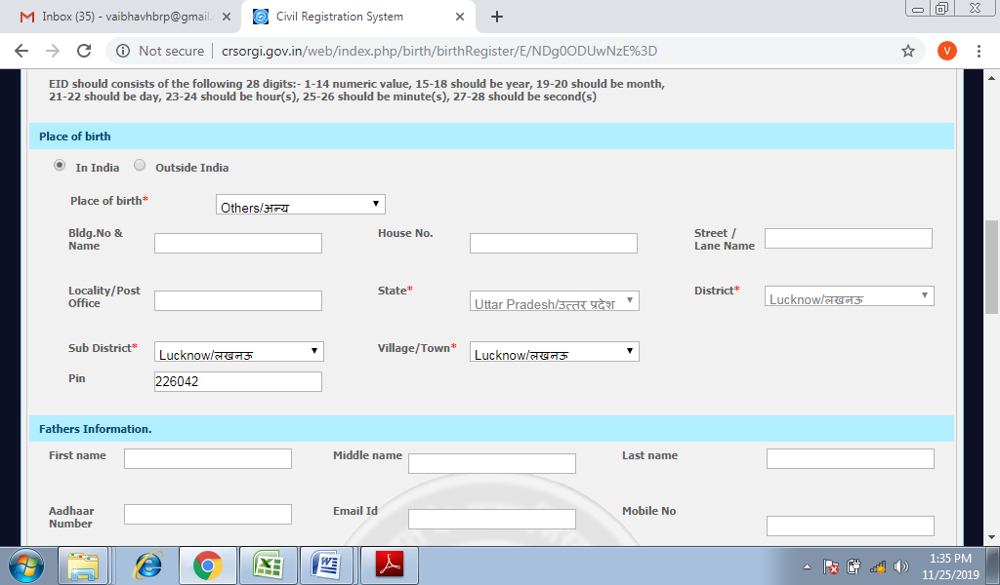 Inbox (35) - vaibhavhbrp@gmail.
Civil Registration System
Not secure | crsorgi.gov.in/web/index.php/birth/birthRegister/E/NDg0ODUwNzE%3D
V
EID should consists of the following 28 digits:- 1-14 numeric value, 15-18 should be year, 19-20 should be month,
21-22 should be day, 23-24 should be hour(s), 25-26 should be minute(s), 27-28 should be second(s)
Place of birth
In India Outside India
Place of birth* Others/अन्य
Bldg.No & Name House No. Street / Lane Name
Locality/Post Office State* Uttar Pradesh/उत्तर प्रदेश District* Lucknow/लखनऊ
Sub District* Lucknow/लखनऊ Village/Town* Lucknow/लखनऊ
Pin 226042
Fathers Information.
First name Middle name Last name
Aadhaar Number Email Id Mobile No
1:35 PM
11/25/2019